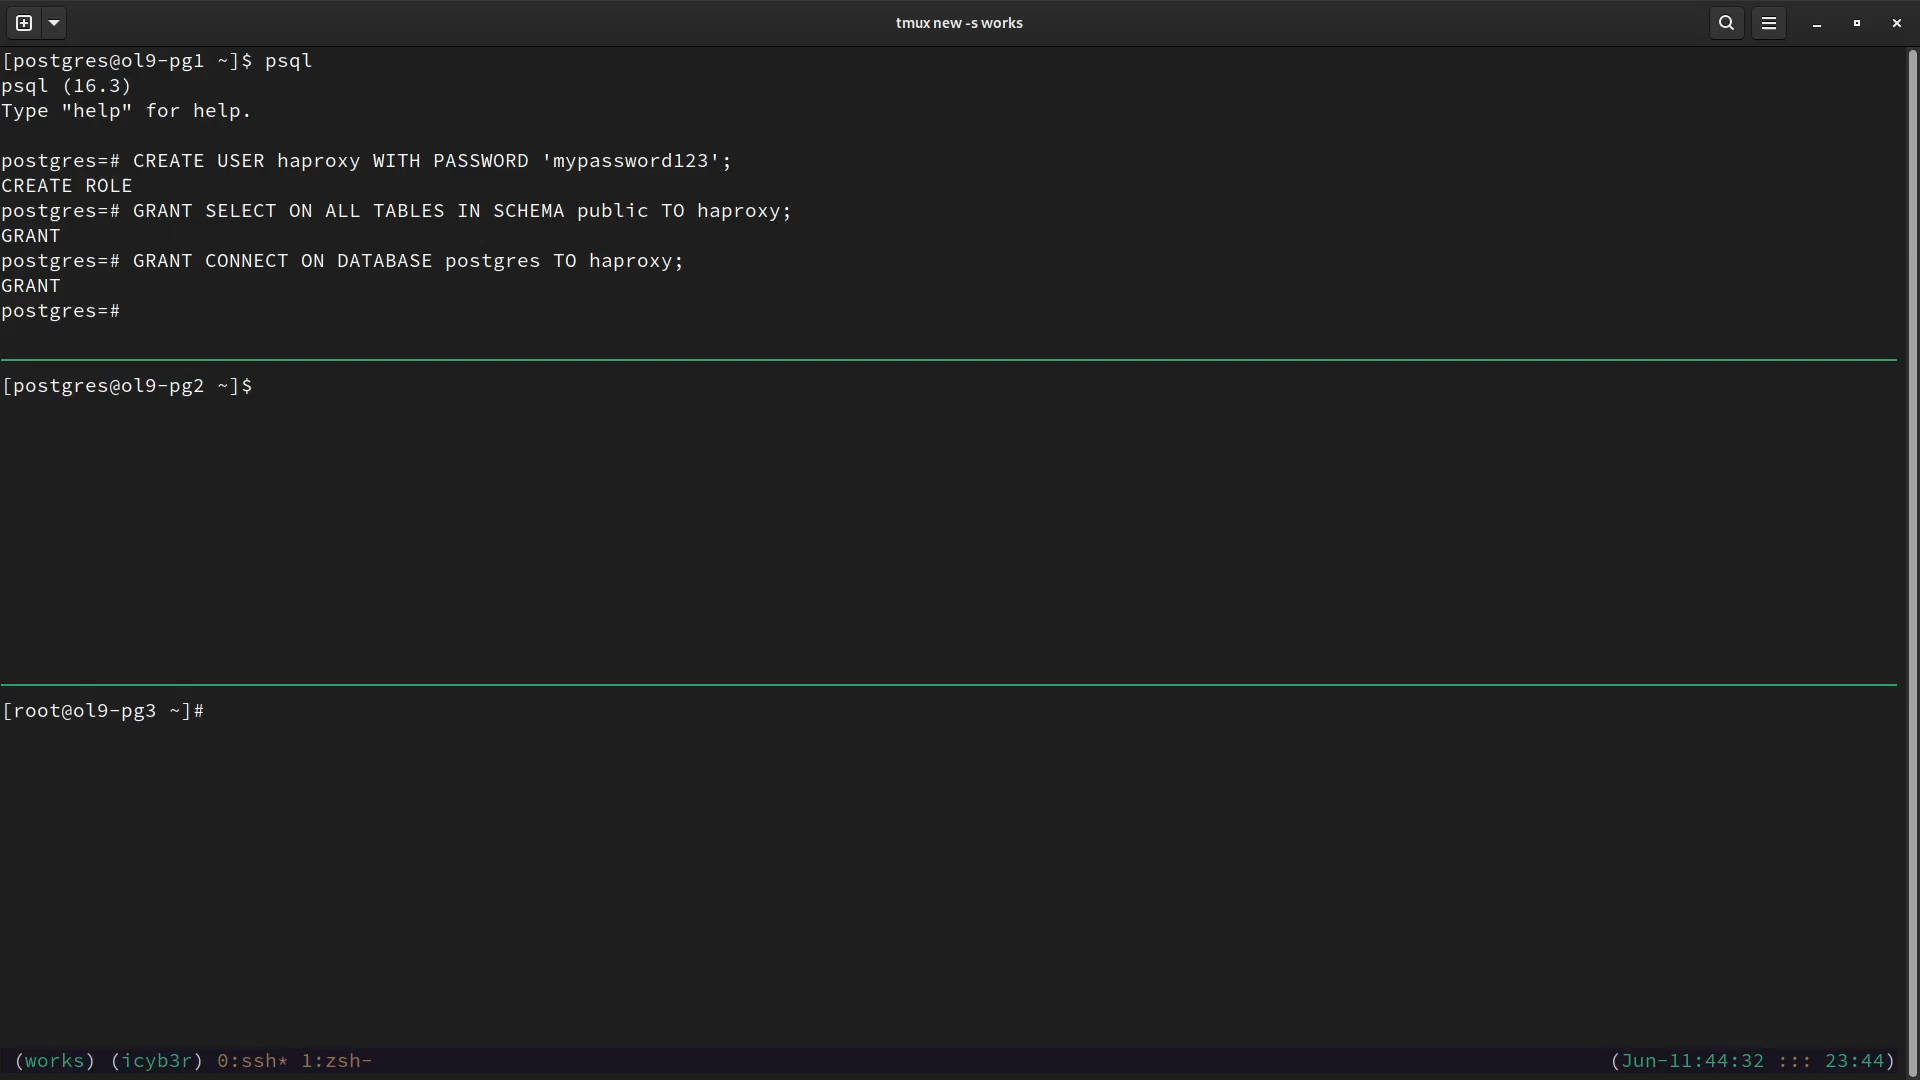 tmux new -s works
[postgres@ol9-pg1 ~]$ psql
psql (16.3)
Type "help" for help.
postgres=# CREATE USER haproxy WITH PASSWORD 'mypassword123';
CREATE ROLE
postgres=# GRANT SELECT ON ALL TABLES IN SCHEMA public TO haproxy;
GRANT
postgres=# GRANT CONNECT ON DATABASE postgres TO haproxy;
GRANT
postgres=#
[postgres@ol9-pg2 ~]$
[root@ol9-pg3 ~]#
(works) (icyb3r) 0:ssh* 1:zsh- (Jun-11:44:32 ::: 23:44)